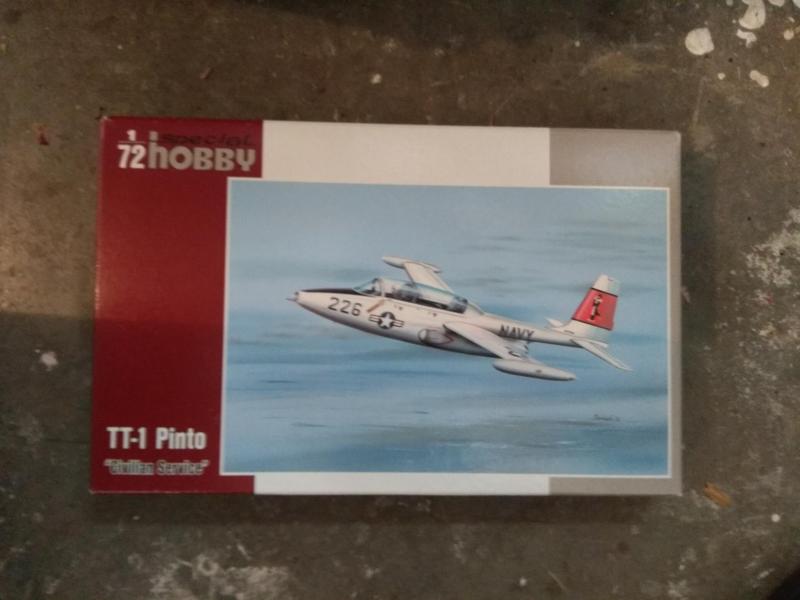 1
72
special
hobby
226
NAVY
TT-1 Pinto
"Civilian Service"